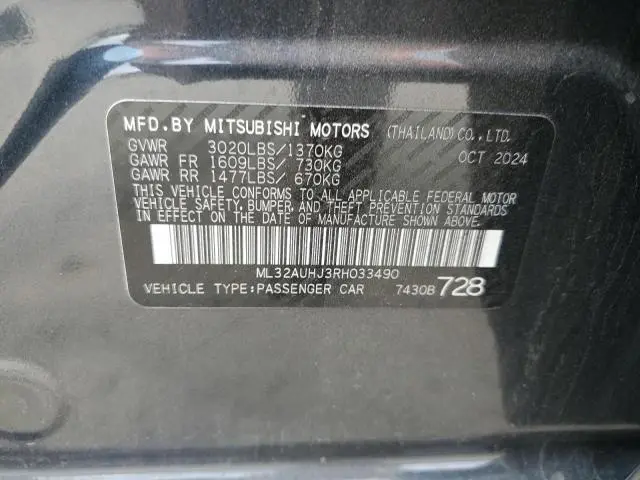 MFD.BY MITSUBISHI MOTORS (THAILAND)CO.,LTD.
GVWR 3020LBS/1370KG OCT 2024
GAWR FR 1609LBS/ 730KG
GAWR RR 1477LBS/ 670KG
THIS VEHICLE CONFORMS TO ALL APPLICABLE FEDERAL MOTOR
VEHICLE SAFETY, BUMPER AND THEFT PREVENTION STANDARDS
IN EFFECT ON THE DATE OF MANUFACTURE SHOWN ABOVE.
ML32AUHJ3RH033490
VEHICLE TYPE:PASSENGER CAR 7430B 728